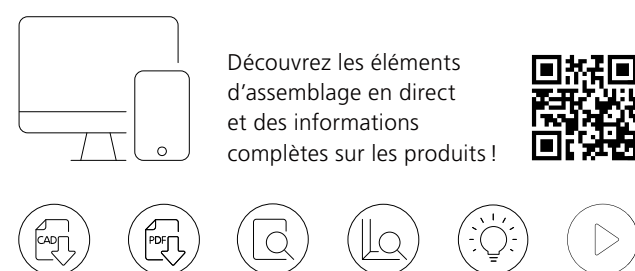 Découvrez les éléments
d’assemblage en direct
et des informations
complètes sur les produits !
CAD PDF